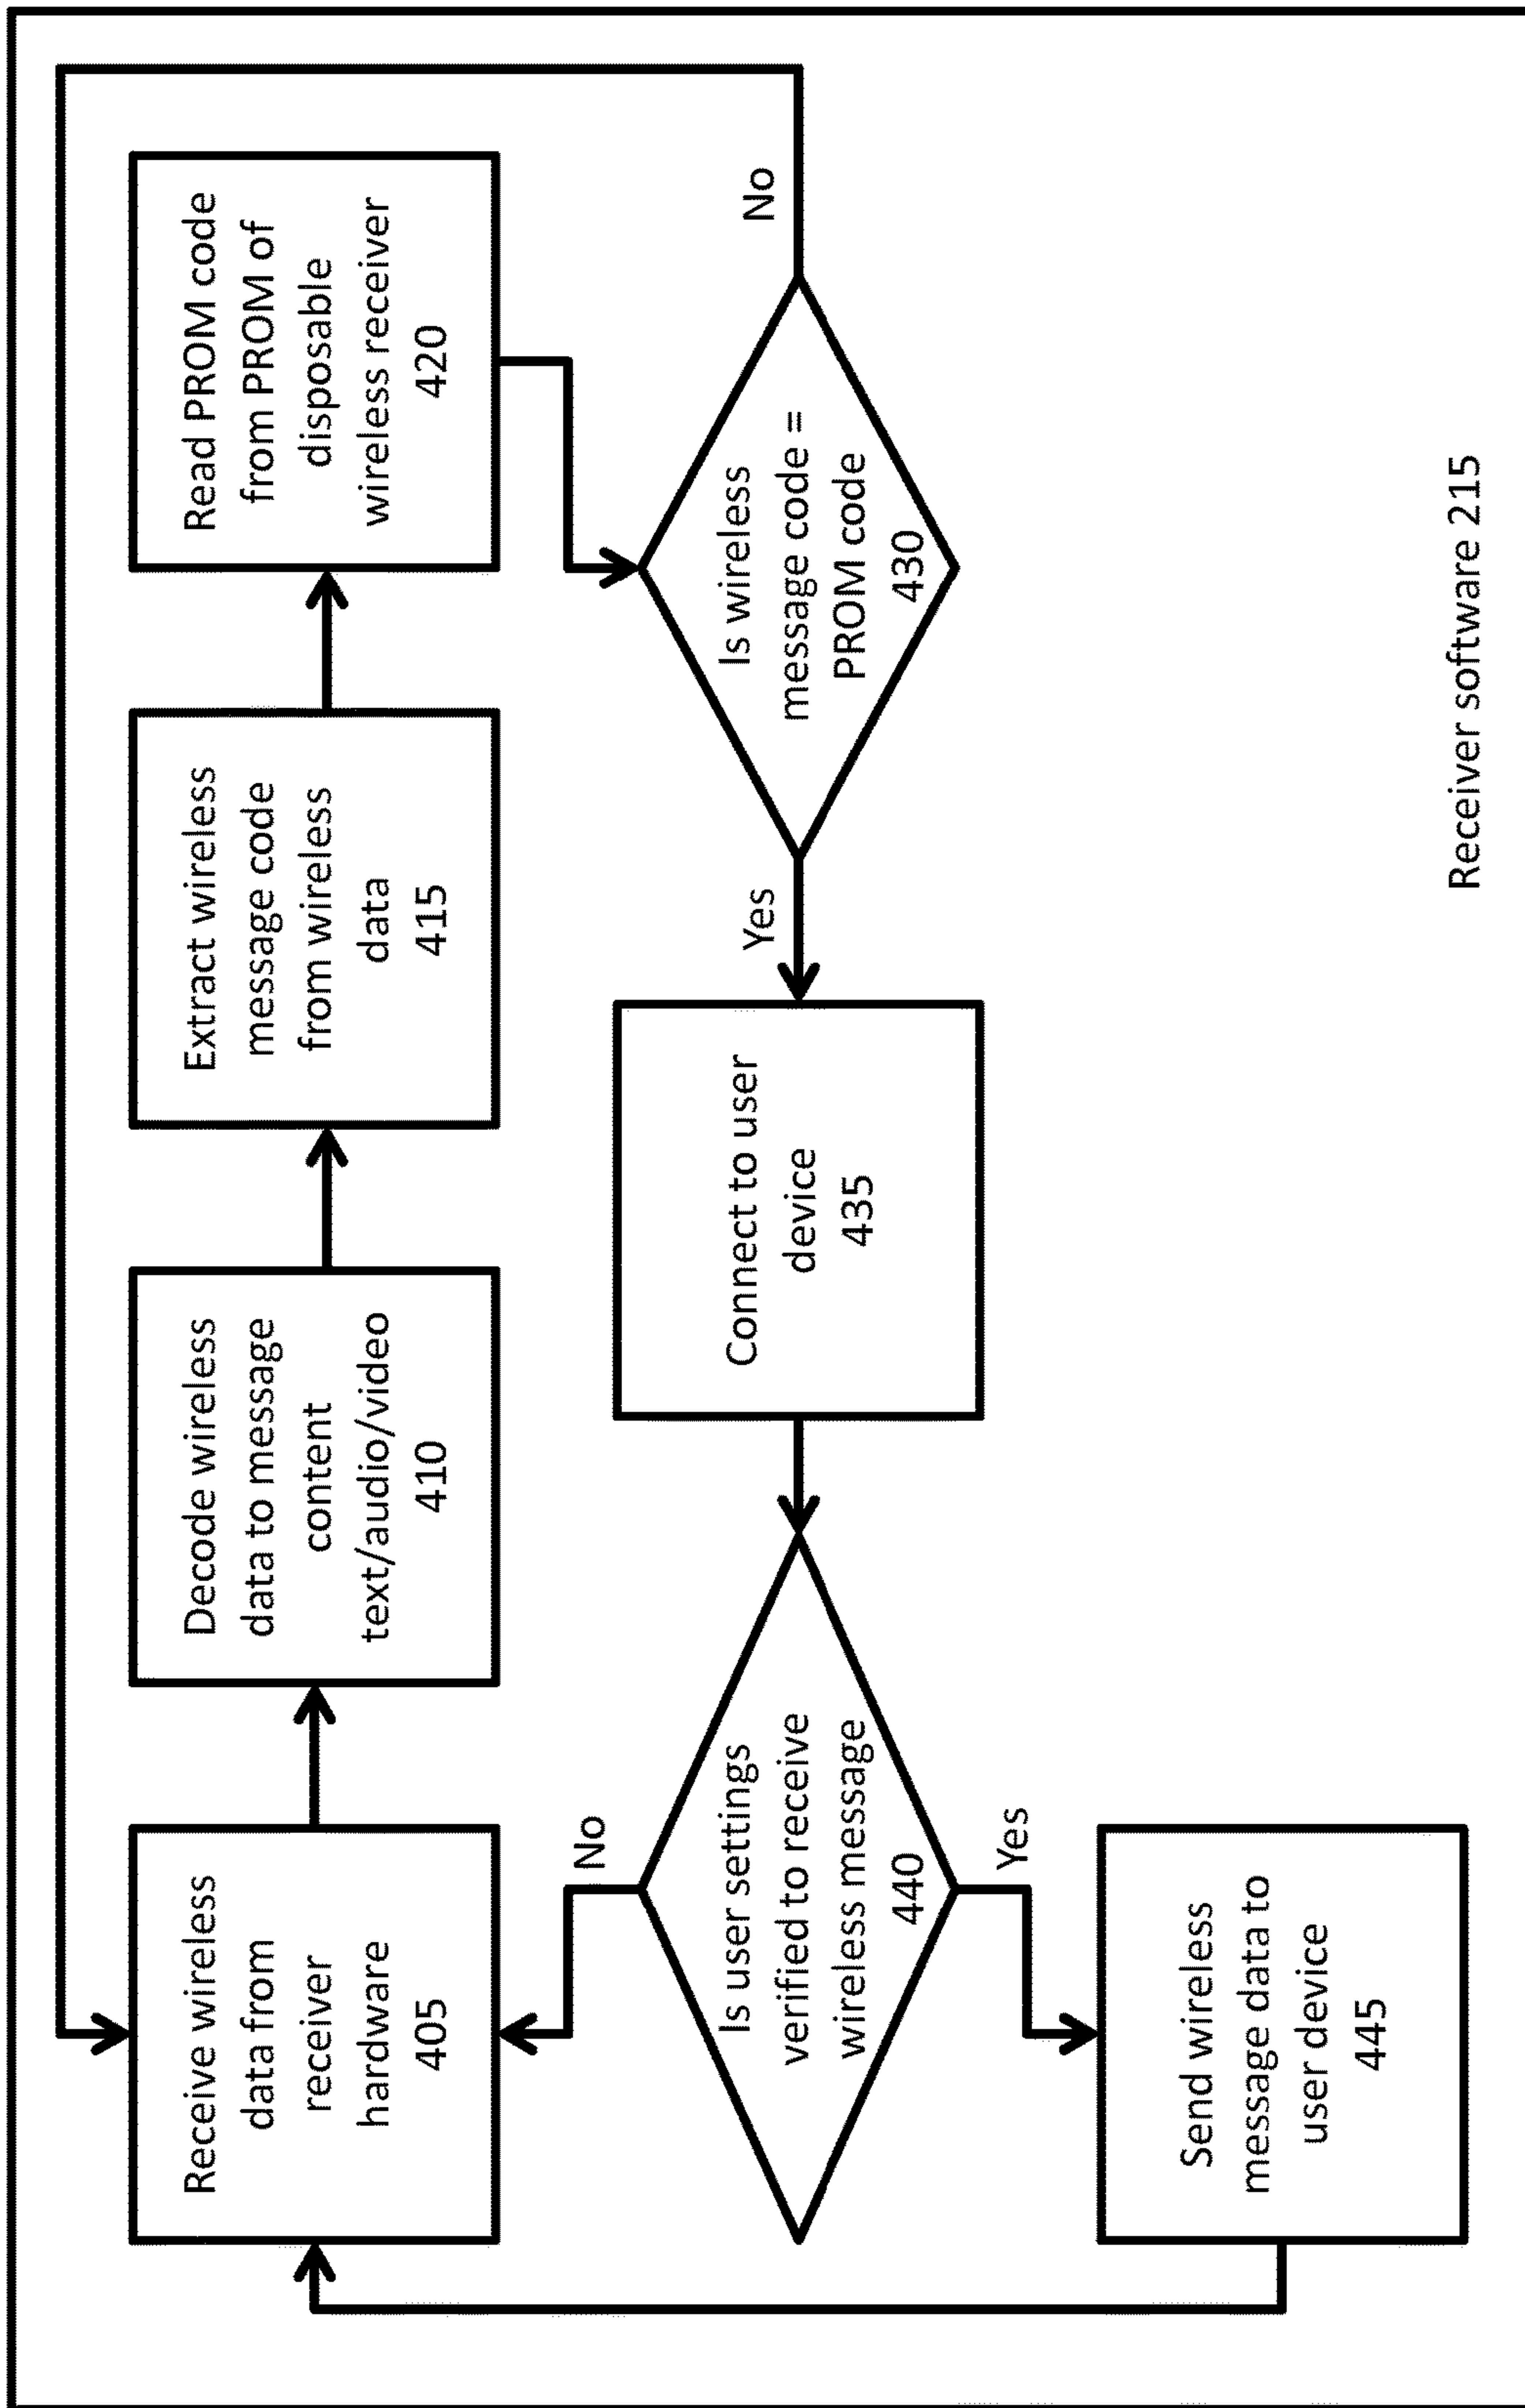 Receive wireless
data from
receiver
hardware
405
Decode wireless
data to message
content
text/audio/video
410
Extract wireless
message code
from wireless
data
415
Read PROM code
from PROM of
disposable
wireless receiver
420
Is wireless
message code =
PROM code
430
No
Yes
Connect to user
device
435
Is user settings
verified to receive
wireless message
440
No
Yes
Send wireless
message data to
user device
445
Receiver software 215